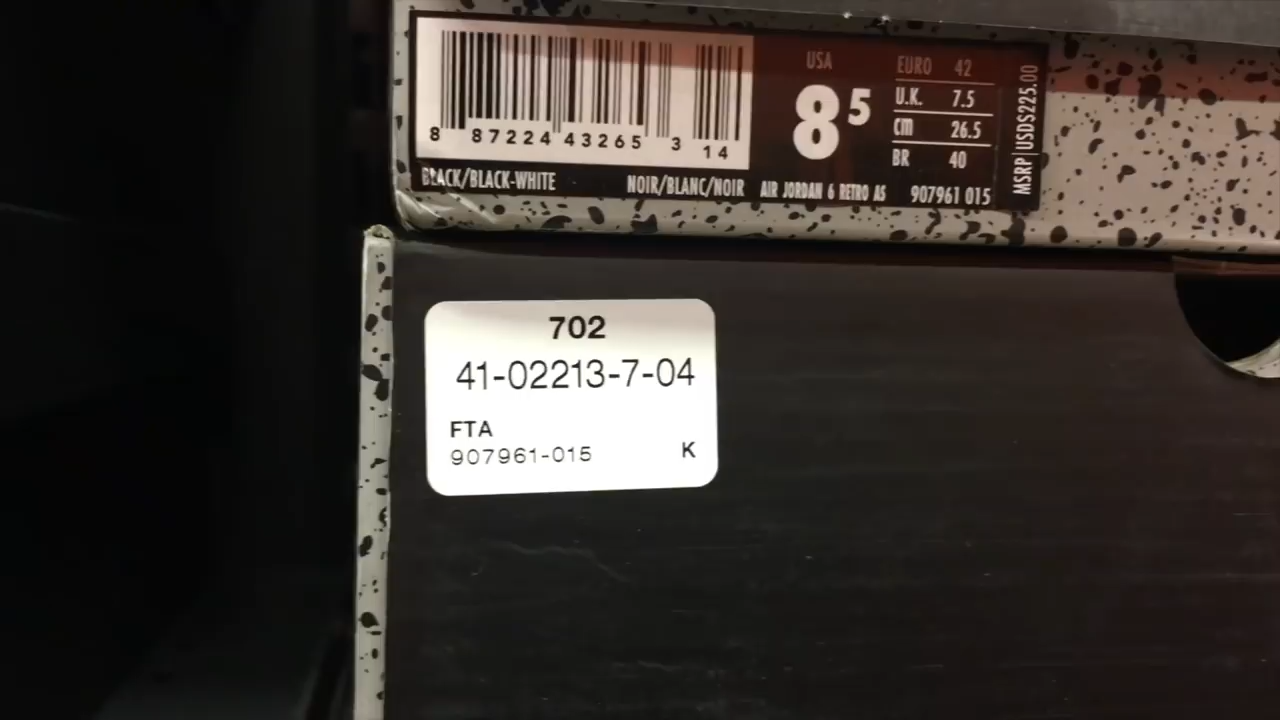 8 87224 43265 3 14
USA
8 5
EURO 42
U.K. 7.5
cm 26.5
BR 40
MSRP|USD$225.00
BLACK/BLACK-WHITE NOIR/BLANC/NOIR AIR JORDAN 6 RETRO AS 907961 015
702
41-02213-7-04
FTA
907961-015 K